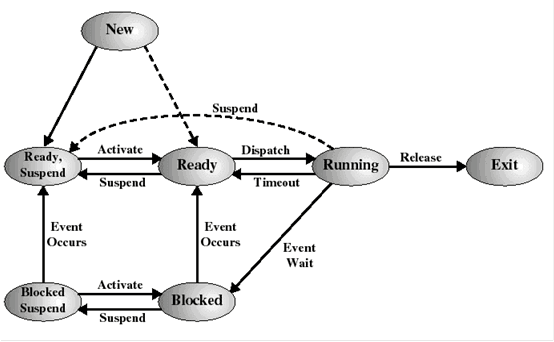 New
Suspend
Ready,
Suspend
Activate
Suspend
Ready
Dispatch
Timeout
Running
Release
Exit
Event
Occurs
Event
Occurs
Event
Wait
Blocked
Suspend
Activate
Suspend
Blocked